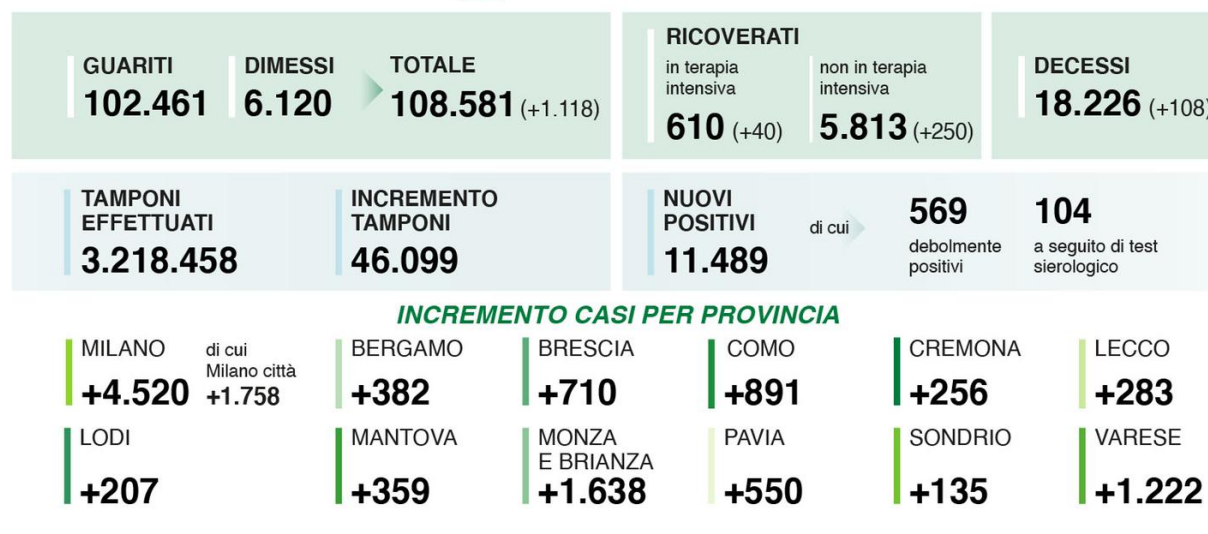 GUARITI
102.461
DIMESSI
6.120
TOTALE
108.581 (+1.118)
RICOVERATI
in terapia
intensiva
610 (+40)
non in terapia
intensiva
5.813 (+250)
DECESSI
18.226 (+108)
TAMPONI
EFFETTUATI
3.218.458
INCREMENTO
TAMPONI
46.099
NUOVI
POSITIVI
11.489
di cui
569
debolmente
positivi
104
a seguito di test
sierologico
INCREMENTO CASI PER PROVINCIA
MILANO
+4.520
di cui
Milano città
+1.758
BERGAMO
+382
BRESCIA
+710
COMO
+891
CREMONA
+256
LECCO
+283
LODI
+207
MANTOVA
+359
MONZA
E BRIANZA
+1.638
PAVIA
+550
SONDRIO
+135
VARESE
+1.222